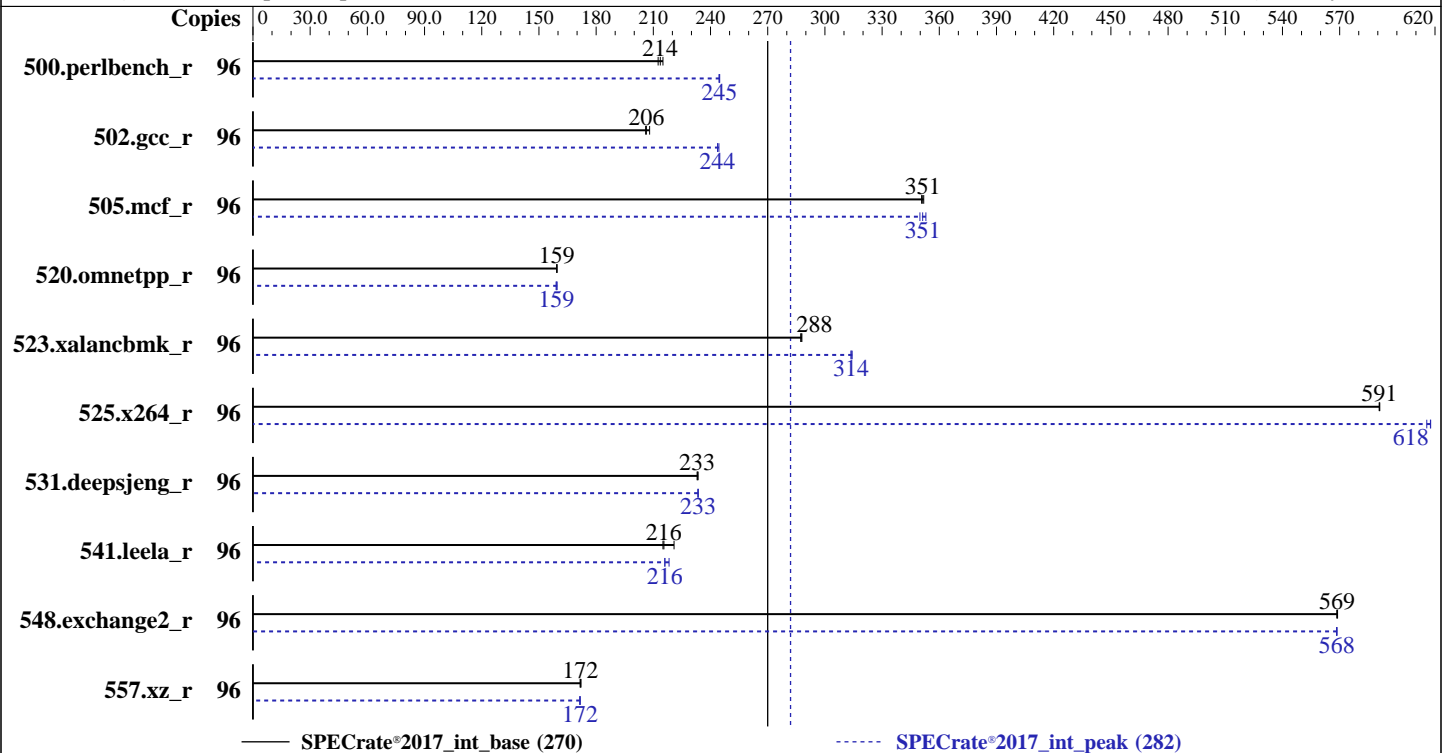 Copies 0 30.0 60.0 90.0 120 150 180 210 240 270 300 330 360 390 420 450 480 510 540 570 620
214
500.perlbench_r 96
245
206
502.gcc_r 96
244
351
505.mcf_r 96
351
159
520.omnetpp_r 96
159
288
523.xalancbmk_r 96
314
591
525.x264_r 96
618
233
531.deepsjeng_r 96
233
216
541.leela_r 96
216
569
548.exchange2_r 96
568
172
557.xz_r 96
172
SPECrate®2017_int_base (270) SPECrate®2017_int_peak (282)